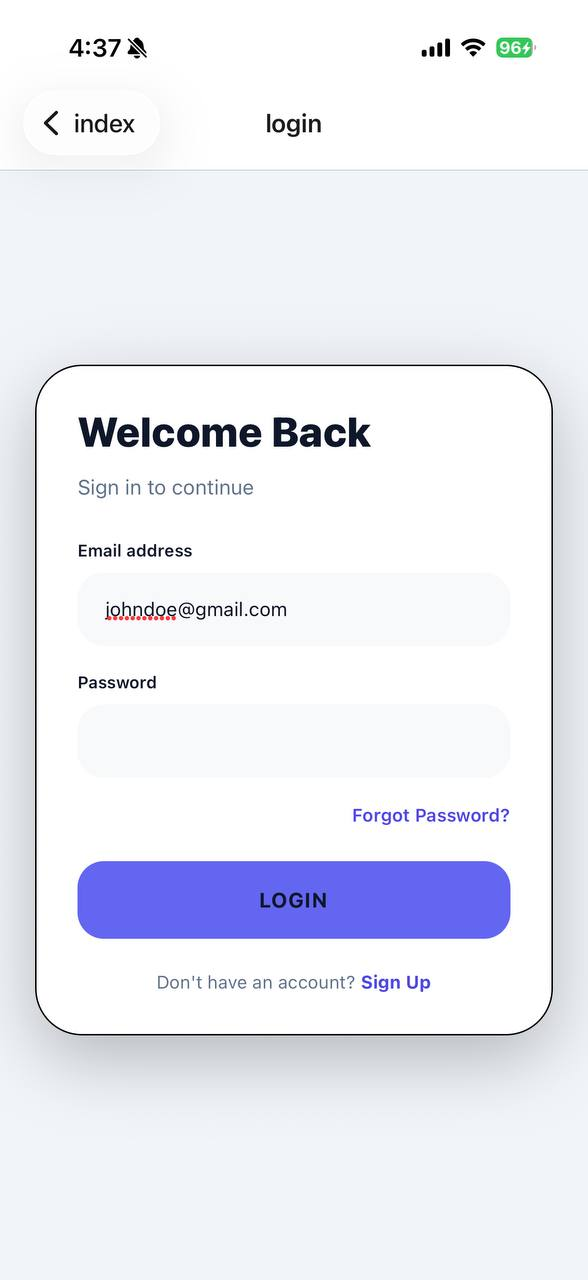 4:37
96
index
login
Welcome Back
Sign in to continue
Email address
johndoe@gmail.com
Password
Forgot Password?
LOGIN
Don't have an account? Sign Up